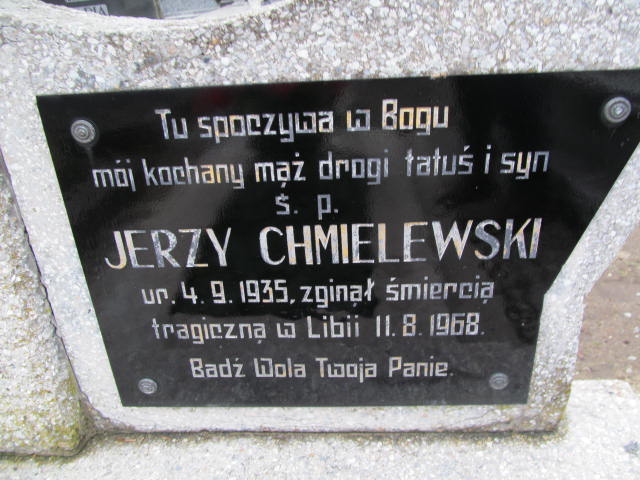 Tu spoczywa w Bogu
mój kochany mąż drogi tatuś i syn
ś. p.
JERZY CHMIELEWSKI
ur. 4. 9. 1935, zginął śmiercią
tragiczną w Libii 11. 8. 1968.
Bądź Wola Twoja Panie.